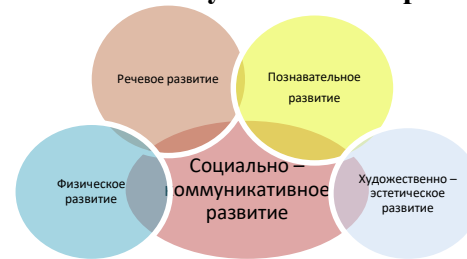 Речевое развитие
Познавательное
развитие
Социально –
коммуникативное
развитие
Физическое
развитие
Художественно –
эстетическое
развитие